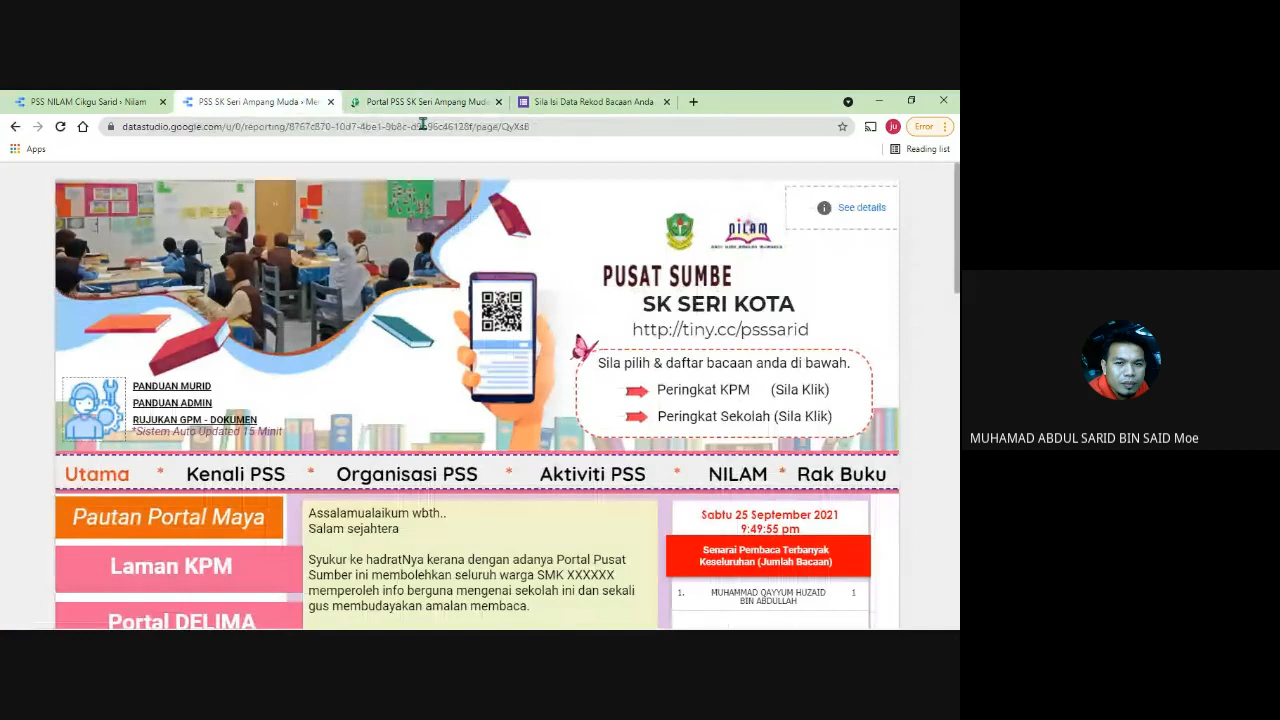 PSS NILAM Cikgu Sarid › Nilam
PSS SK Seri Ampang Muda › Me
Portal PSS SK Seri Ampang Muda
Sila Isi Data Rekod Bacaan Anda
datastudio.google.com/u/0/reporting/
/page/QyXsB
ju
Error
Apps
Reading list
See details
nilam
PUSAT SUMBE
SK SERI KOTA
http://tiny.cc/psssarid
Sila pilih & daftar bacaan anda di bawah.
Peringkat KPM (Sila Klik)
Peringkat Sekolah (Sila Klik)
PANDUAN MURID
PANDUAN ADMIN
RUJUKAN GPM - DOKUMEN
*Sistem Auto Updated 15 Minit
Utama * Kenali PSS * Organisasi PSS * Aktiviti PSS * NILAM * Rak Buku
Pautan Portal Maya
Laman KPM
Portal DELIMA
Assalamualaikum wbth..
Salam sejahtera
Syukur ke hadratNya kerana dengan adanya Portal Pusat
Sumber ini membolehkan seluruh warga SMK XXXXXX
memperoleh info berguna mengenai sekolah ini dan sekali
gus membudayakan amalan membaca.
Sabtu 25 September 2021
9:49:55 pm
Senarai Pembaca Terbanyak
Keseluruhan (Jumlah Bacaan)
1. MUHAMMAD QAYYUM HUZAID 1
BIN ABDULLAH
MUHAMAD ABDUL SARID BIN SAID Moe